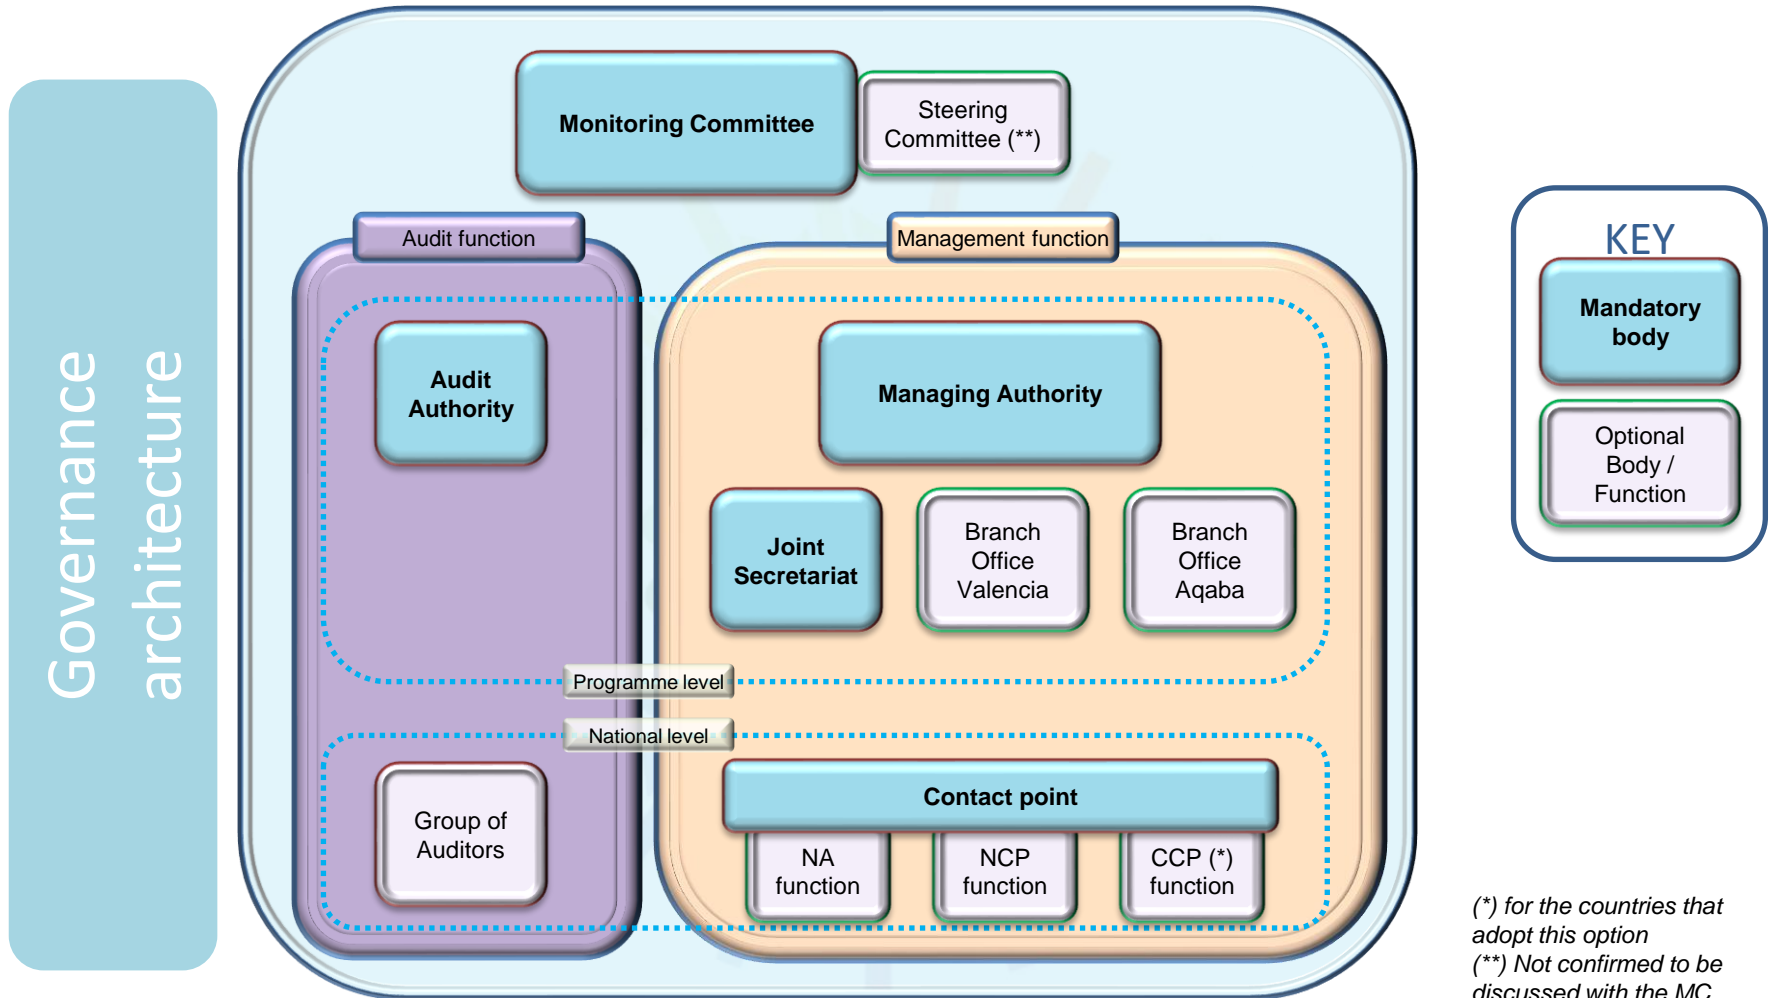 Governance
architecture
Monitoring Committee
Steering
Committee (**)
Audit function
Management function
Audit
Authority
Managing Authority
Joint
Secretariat
Branch
Office
Valencia
Branch
Office
Aqaba
Programme level
National level
Group of
Auditors
Contact point
NA
function
NCP
function
CCP (*)
function
KEY
Mandatory
body
Optional
Body /
Function
(*) for the countries that
adopt this option
(**) Not confirmed to be
discussed with the MC